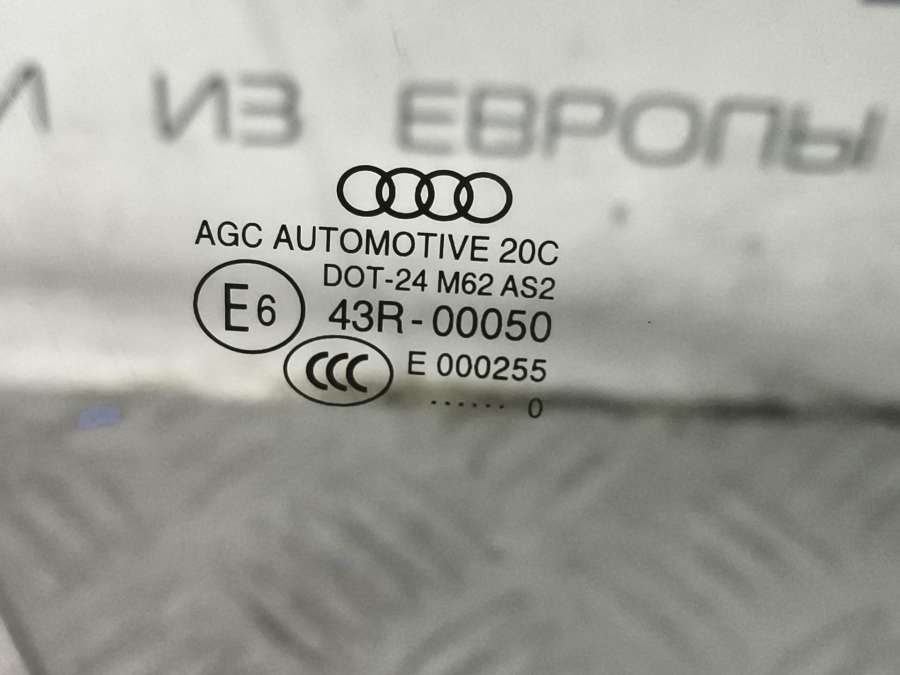 ИЗ ЕВРОПЫ
AGC AUTOMOTIVE 20C
DOT-24 M62 AS2
E6
43R-00050
CCC
E 000255
...... 0